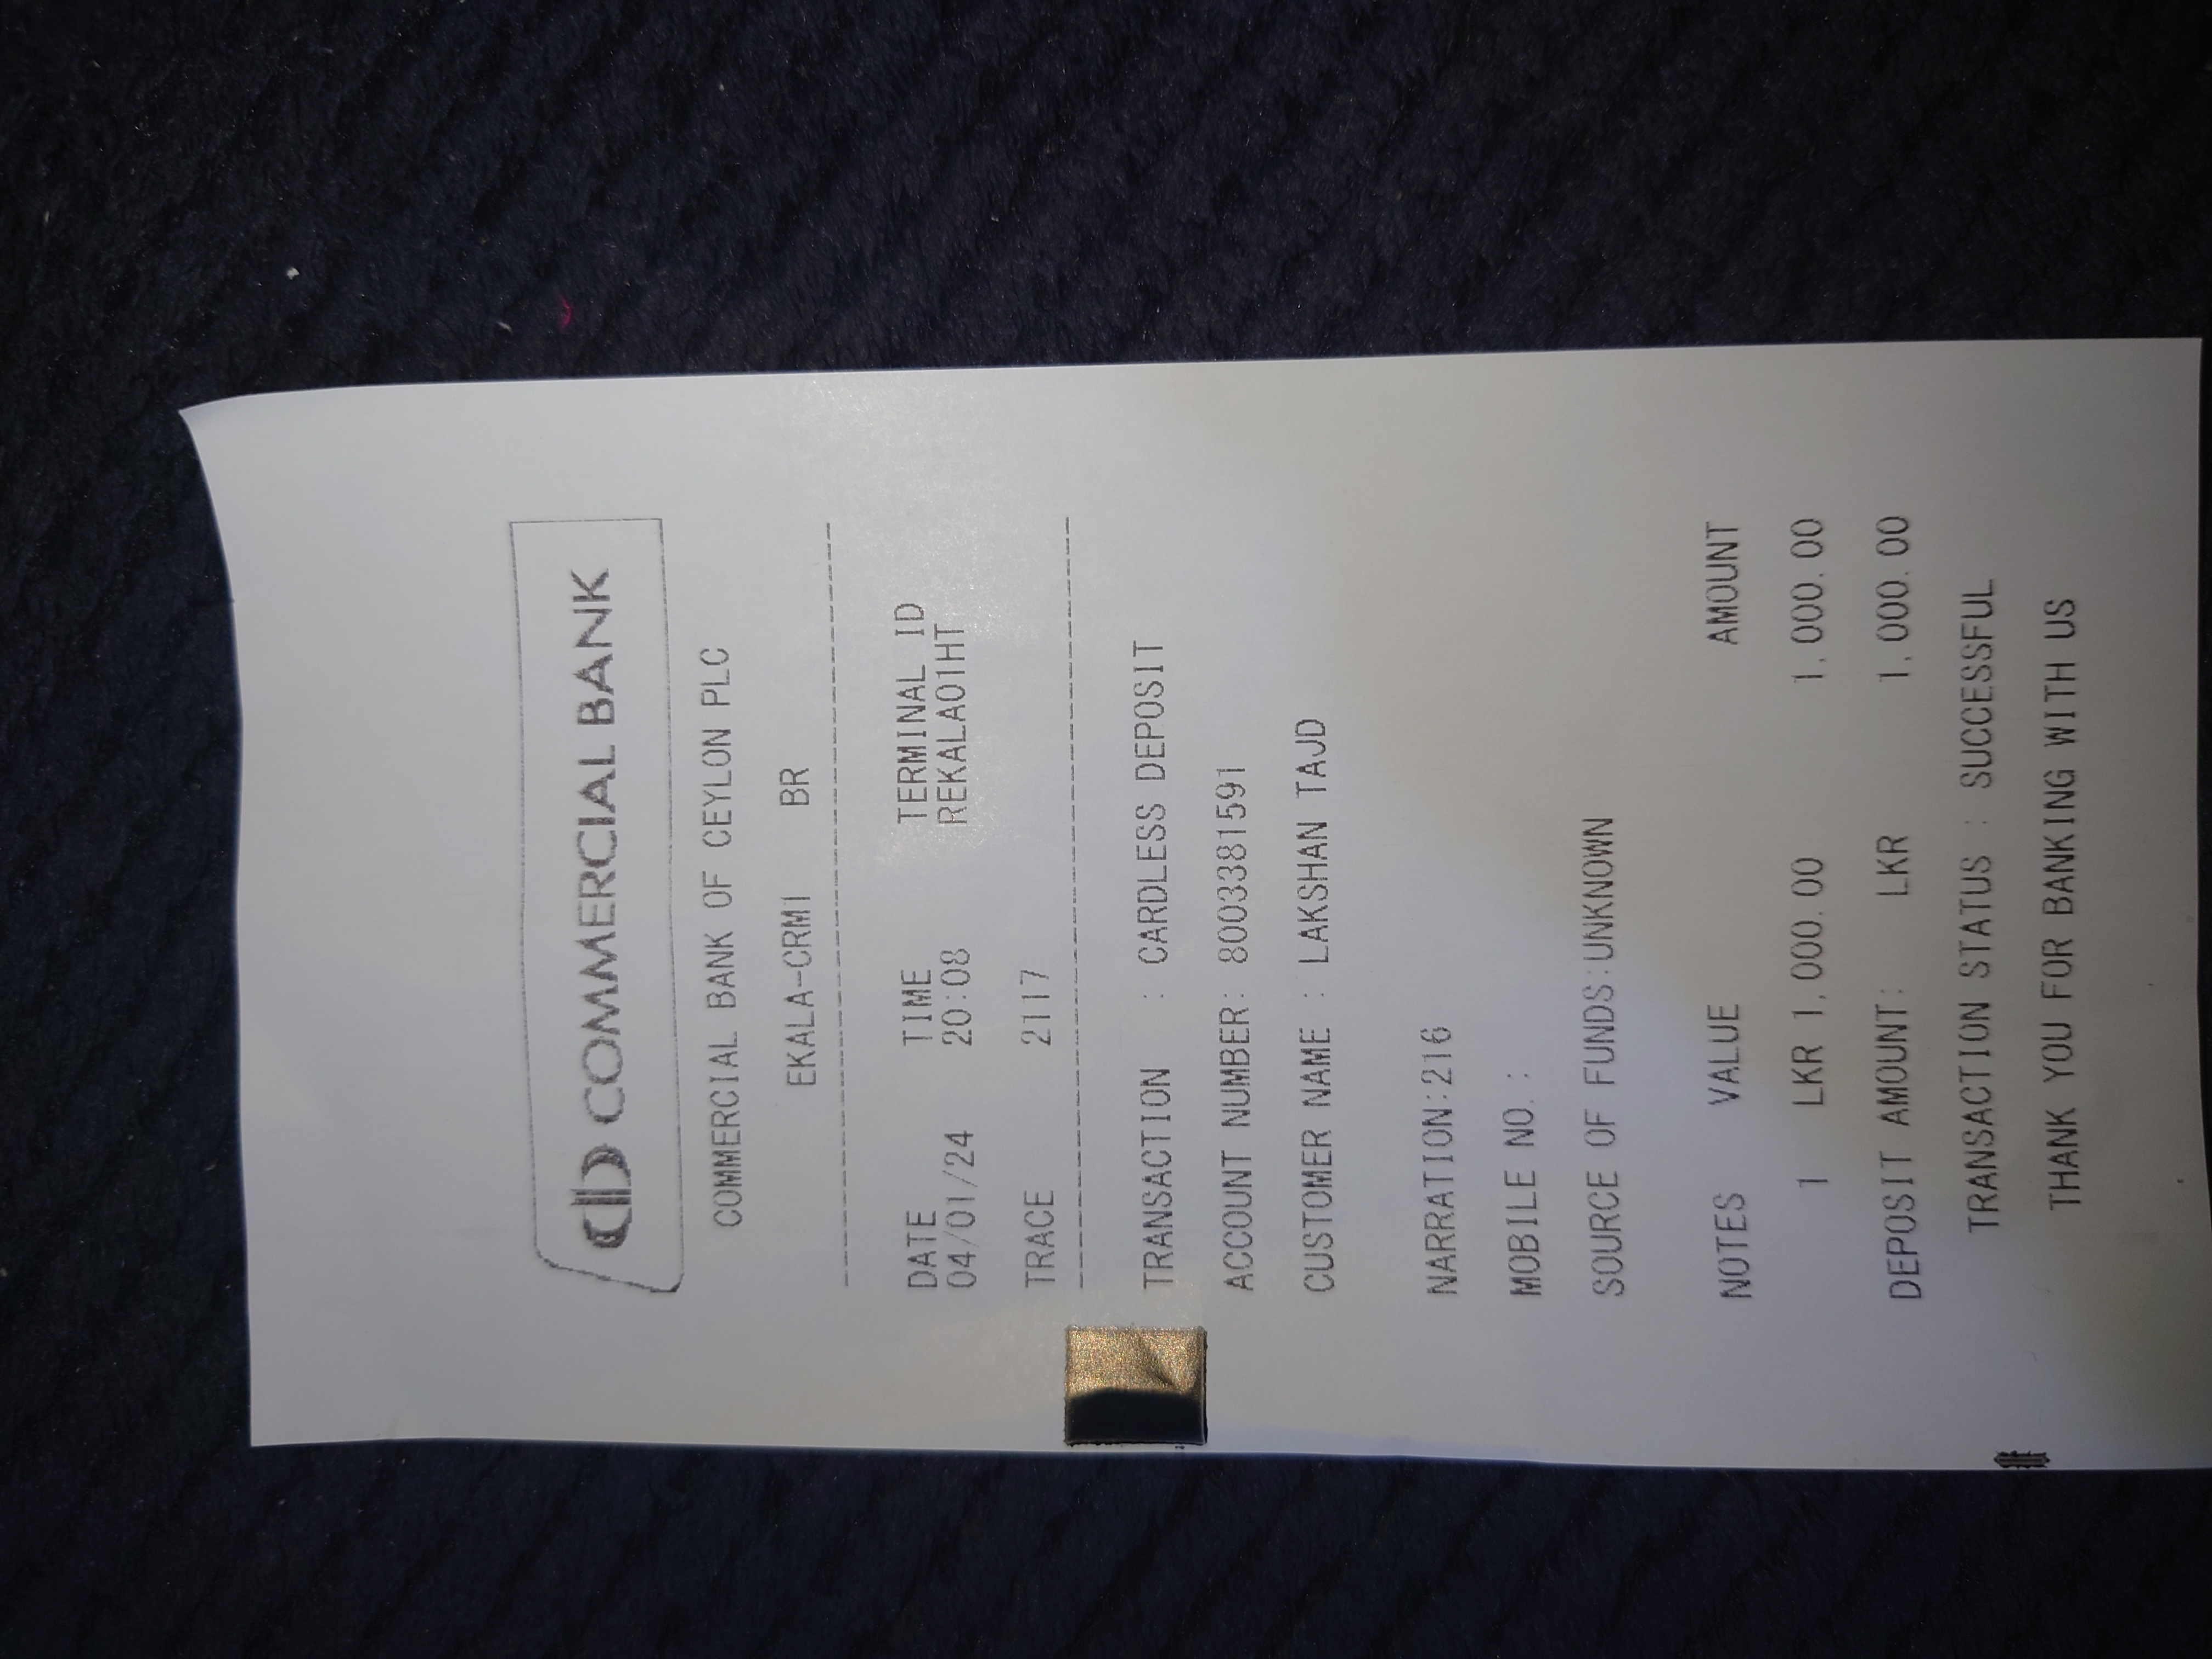 COMMERCIAL BANK
COMMERCIAL BANK OF CEYLON PLC
EKALA-CRM1 BR
DATE TIME TERMINAL ID
04/01/24 20:08 REKALA01HT
TRACE 2117
TRANSACTION : CARDLESS DEPOSIT
ACCOUNT NUMBER: 8003381591
CUSTOMER NAME : LAKSHAN TAJD
NARRATION:216
MOBILE NO.:
SOURCE OF FUNDS:UNKNOWN
NOTES VALUE AMOUNT
1 LKR 1,000.00 1,000.00
DEPOSIT AMOUNT: LKR 1,000.00
TRANSACTION STATUS : SUCCESSFUL
THANK YOU FOR BANKING WITH US